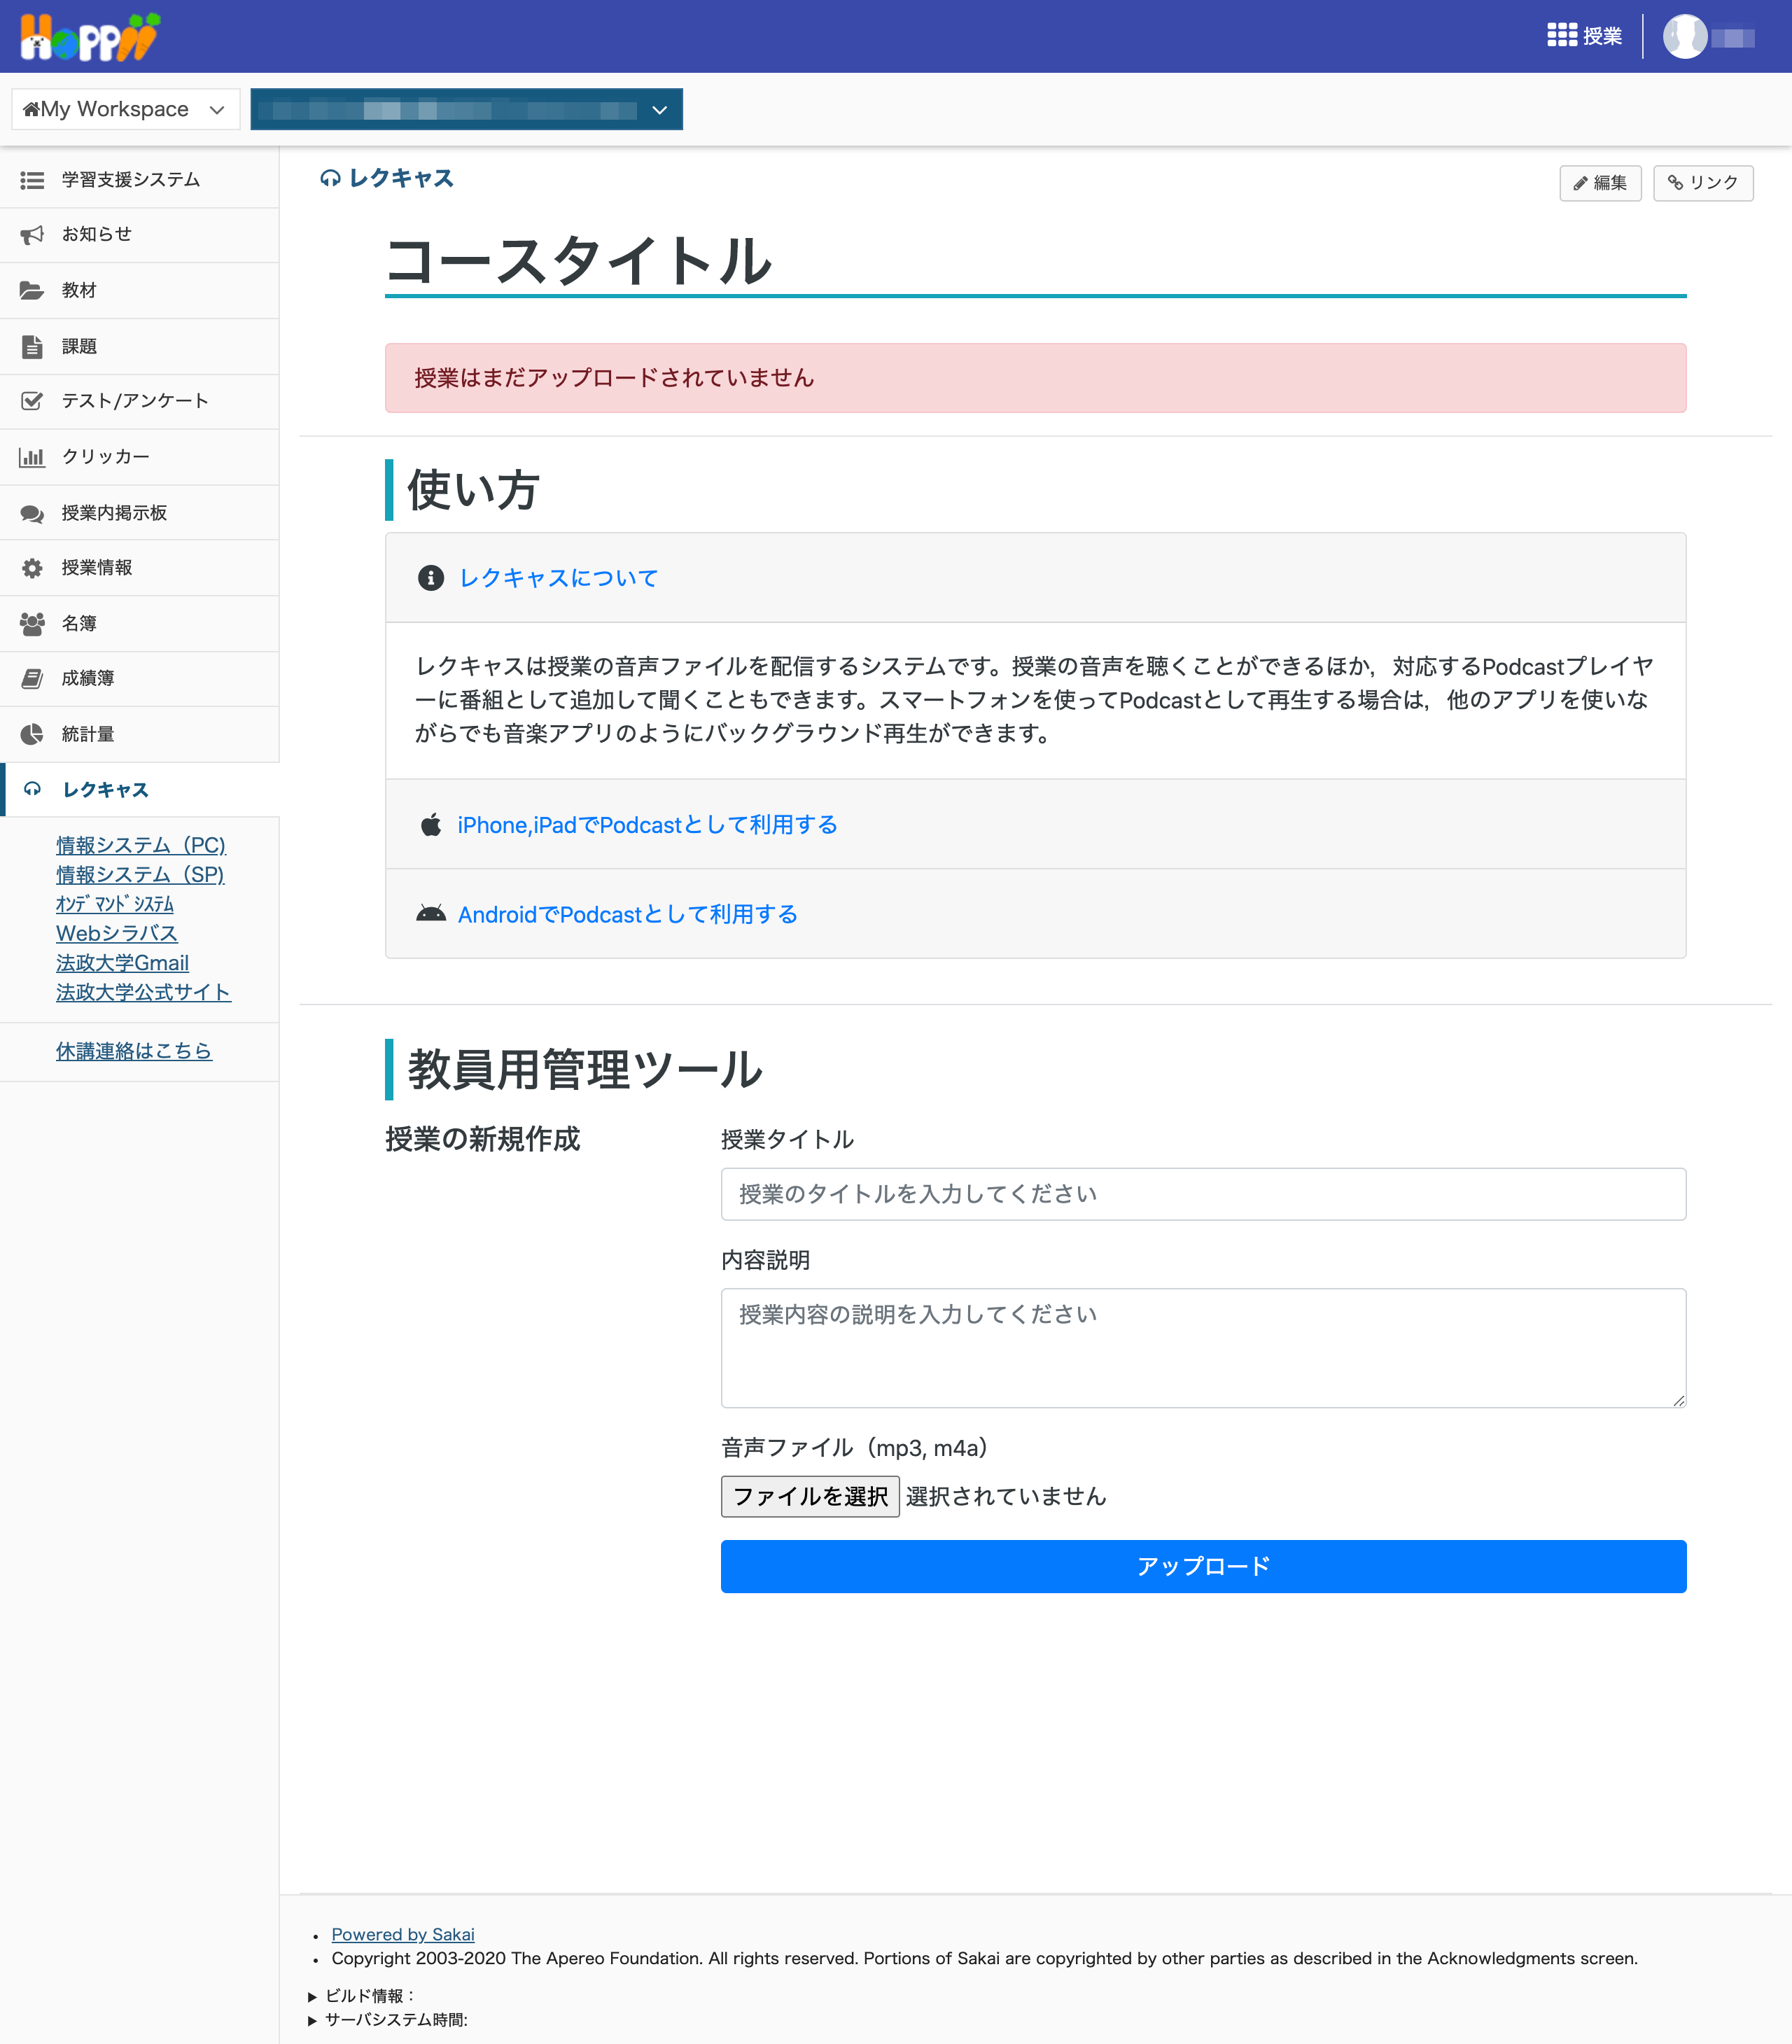 Hoppii
授業
My Workspace
学習支援システム
お知らせ
教材
課題
テスト/アンケート
クリッカー
授業内掲示板
授業情報
名簿
成績簿
統計量
レクキャス
情報システム（PC)
情報システム（SP)
ｵﾝﾃﾞﾏﾝﾄﾞｼｽﾃﾑ
Webシラバス
法政大学Gmail
法政大学公式サイト
休講連絡はこちら
レクキャス
編集
リンク
コースタイトル
授業はまだアップロードされていません
使い方
レクキャスについて
レクキャスは授業の音声ファイルを配信するシステムです。授業の音声を聴くことができるほか，対応するPodcastプレイヤ
ーに番組として追加して聞くこともできます。スマートフォンを使ってPodcastとして再生する場合は，他のアプリを使いな
がらでも音楽アプリのようにバックグラウンド再生ができます。
iPhone,iPadでPodcastとして利用する
AndroidでPodcastとして利用する
教員用管理ツール
授業の新規作成
授業タイトル
授業のタイトルを入力してください
内容説明
授業内容の説明を入力してください
音声ファイル（mp3, m4a）
ファイルを選択 選択されていません
アップロード
Powered by Sakai
Copyright 2003-2020 The Apereo Foundation. All rights reserved. Portions of Sakai are copyrighted by other parties as described in the Acknowledgments screen.
ビルド情報：
サーバシステム時間: